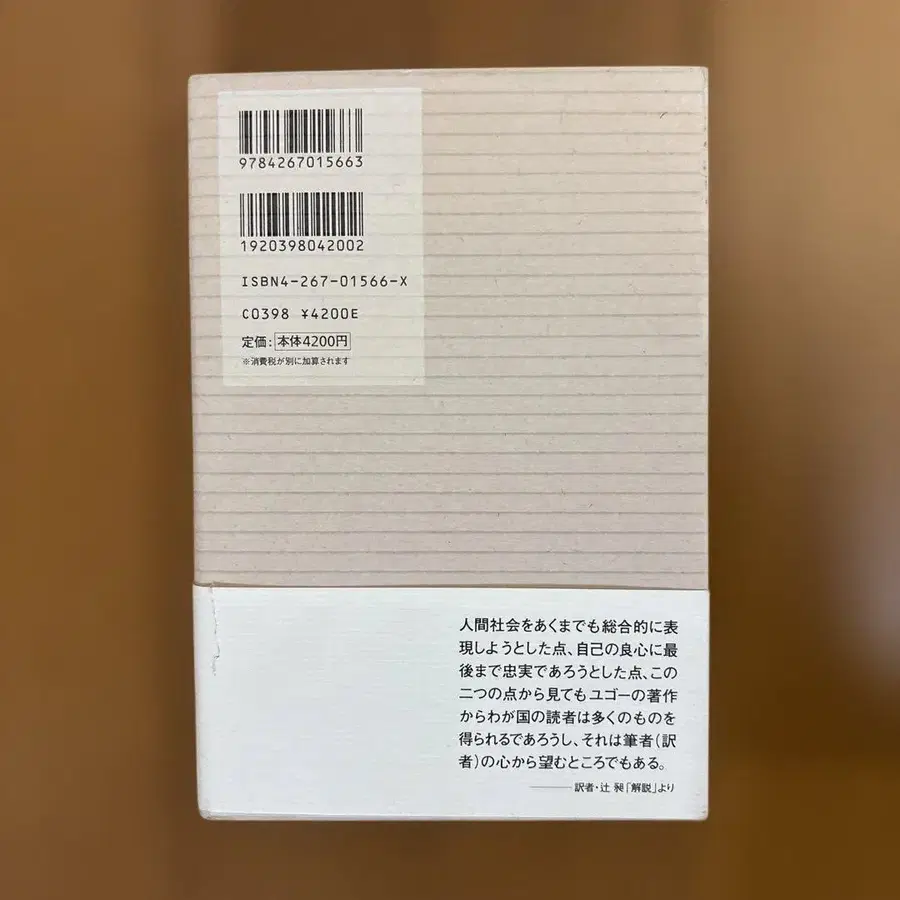 9784267015663
1920398042002
ISBN4-267-01566-X
C0398 ¥4200E
定価:本体4200円
※消費税が別に加算されます
人間社会をあくまでも総合的に表
現しようとした点、自己の良心に最
後まで忠実であろうとした点、この
二つの点から見てもユゴーの著作
からわが国の読者は多くのものを
得られるであろうし、それは筆者(訳
者)の心から望むところでもある。
——訳者・辻 昶「解説」より